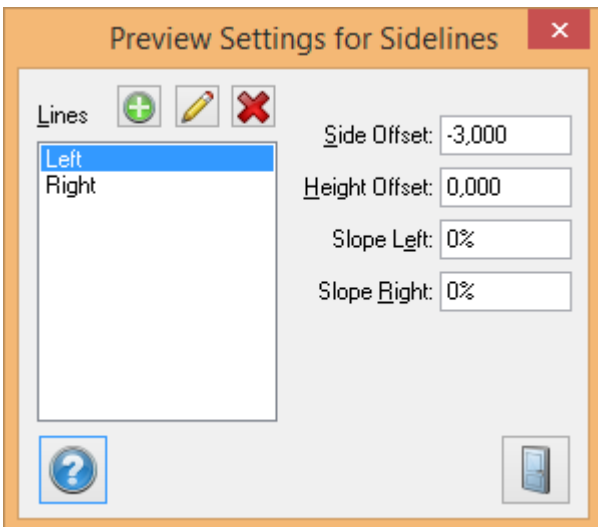 Preview Settings for Sidelines
Lines
Left
Right
Side Offset: -3,000
Height Offset: 0,000
Slope Left: 0%
Slope Right: 0%